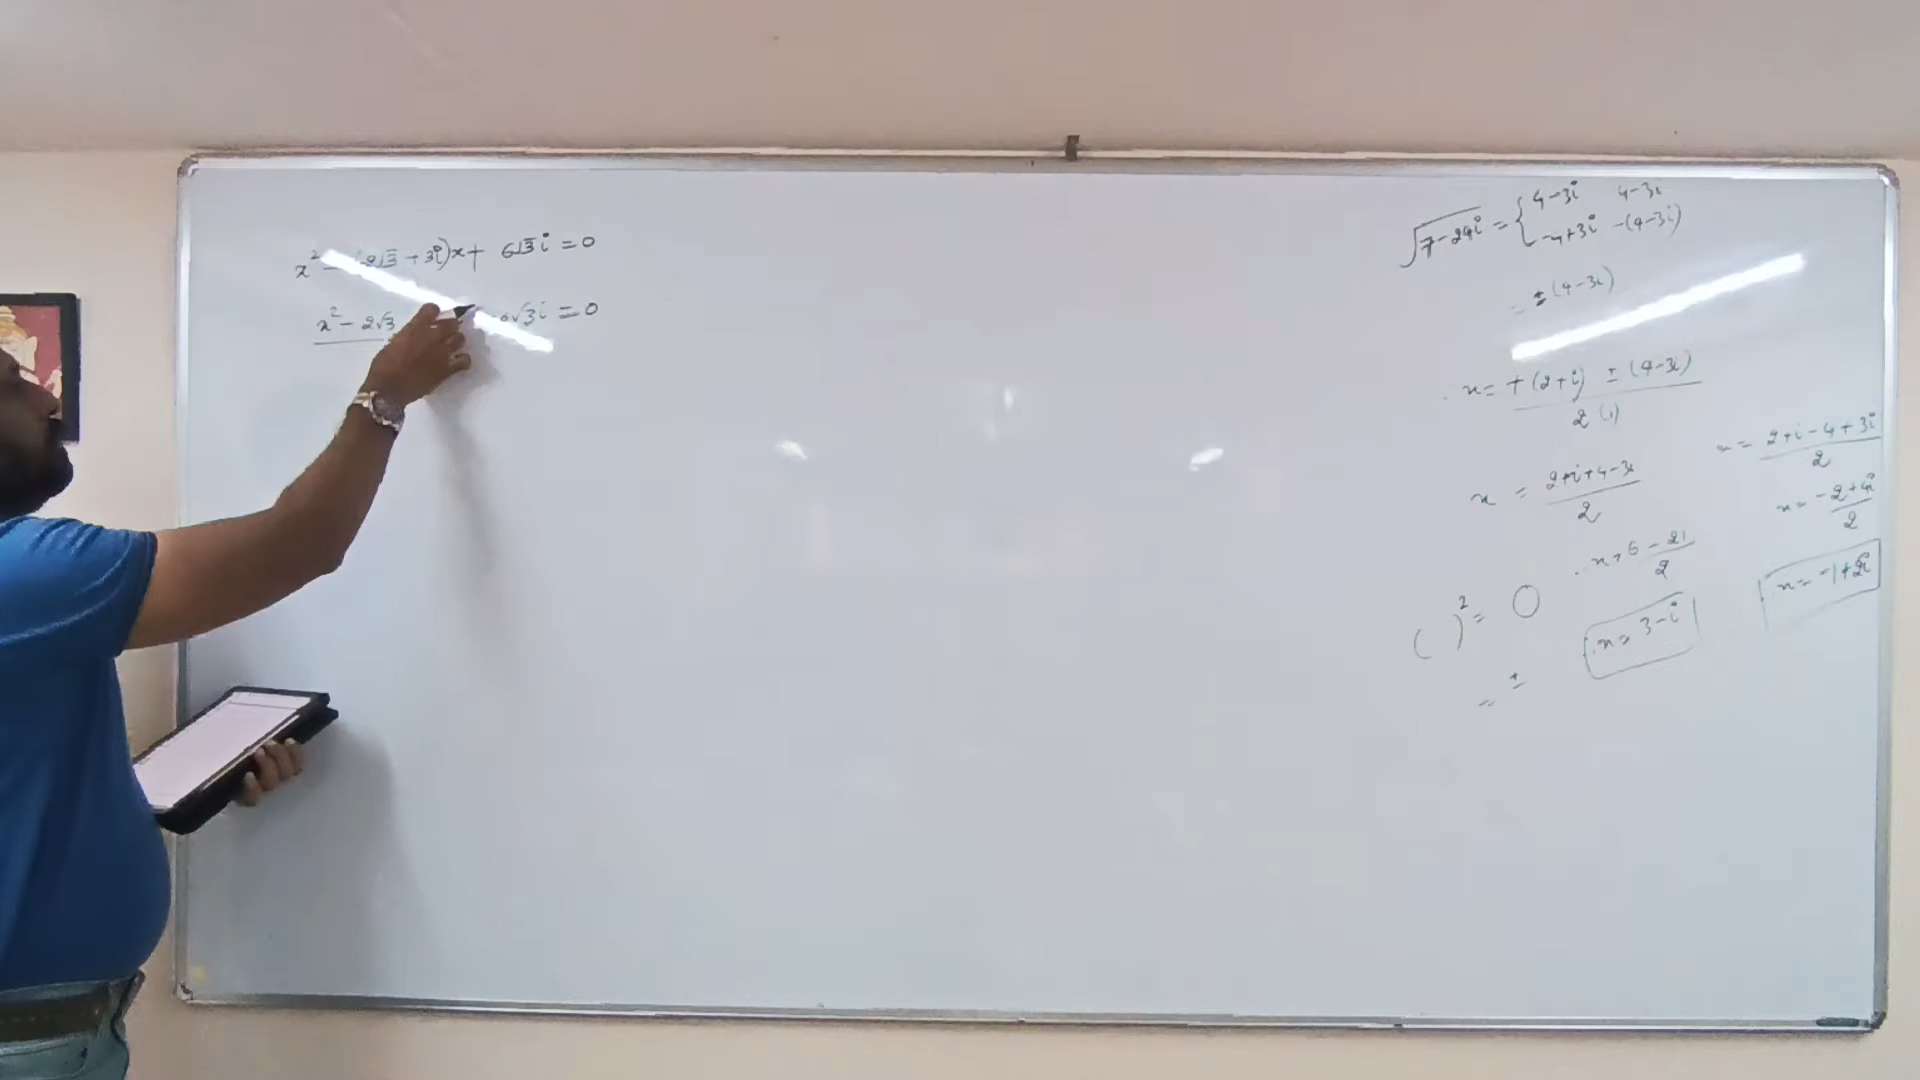 x² - (2√3 + 3i)x + 6√3 i = 0
x² - 2√3 6√3 i = 0
√7-24i = { 4-3i 4-3i
-4+3i -(4-3i)
= ± (4-3i)
x = + (2+i) ± (4-3i) / 2(1)
x = 2+i+4-3i / 2
x = 6 - 2i / 2
x = 3-i
( )² = 0
= ±
x = 2+i-4+3i / 2
x = -2+4i / 2
x = -1+2i